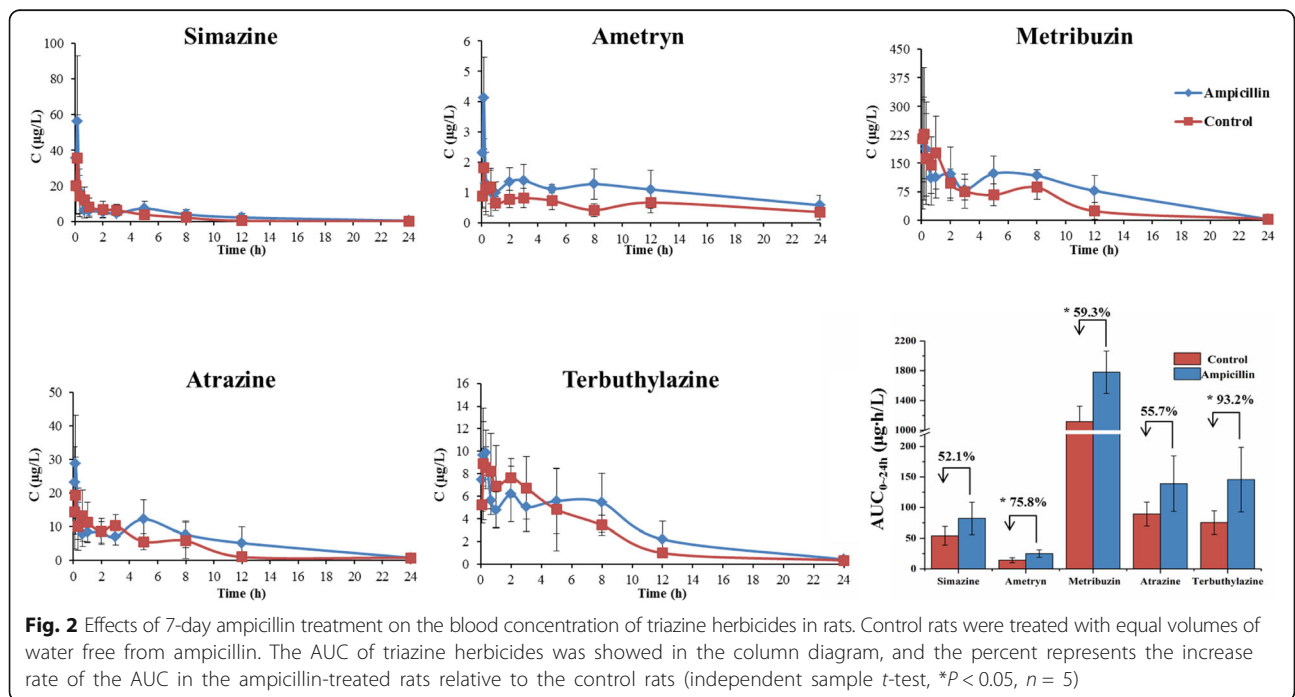 Simazine
C (μg/L)
100
80
60
40
20
0
0 2 4 6 8 10 12 14 16 18 20 22 24
Time (h)
Ametryn
C (μg/L)
6
5
4
3
2
1
0
0 2 4 6 8 10 12 14 16 18 20 22 24
Time (h)
Metribuzin
C (μg/L)
450
375
300
225
150
75
0
0 2 4 6 8 10 12 14 16 18 20 22 24
Time (h)
Ampicillin
Control
Atrazine
C (μg/L)
50
40
30
20
10
0
0 2 4 6 8 10 12 14 16 18 20 22 24
Time (h)
Terbuthylazine
C (μg/L)
16
14
12
10
8
6
4
2
0
0 2 4 6 8 10 12 14 16 18 20 22 24
Time (h)
AUC0~24h (μg·h/L)
2200
1800
1400
1000
200
150
100
50
0
52.1%
* 75.8%
* 59.3%
55.7%
* 93.2%
Control
Ampicillin
Simazine Ametryn Metribuzin Atrazine Terbuthylazine
Fig. 2 Effects of 7-day ampicillin treatment on the blood concentration of triazine herbicides in rats. Control rats were treated with equal volumes of
water free from ampicillin. The AUC of triazine herbicides was showed in the column diagram, and the percent represents the increase
rate of the AUC in the ampicillin-treated rats relative to the control rats (independent sample t-test, *P < 0.05, n = 5)